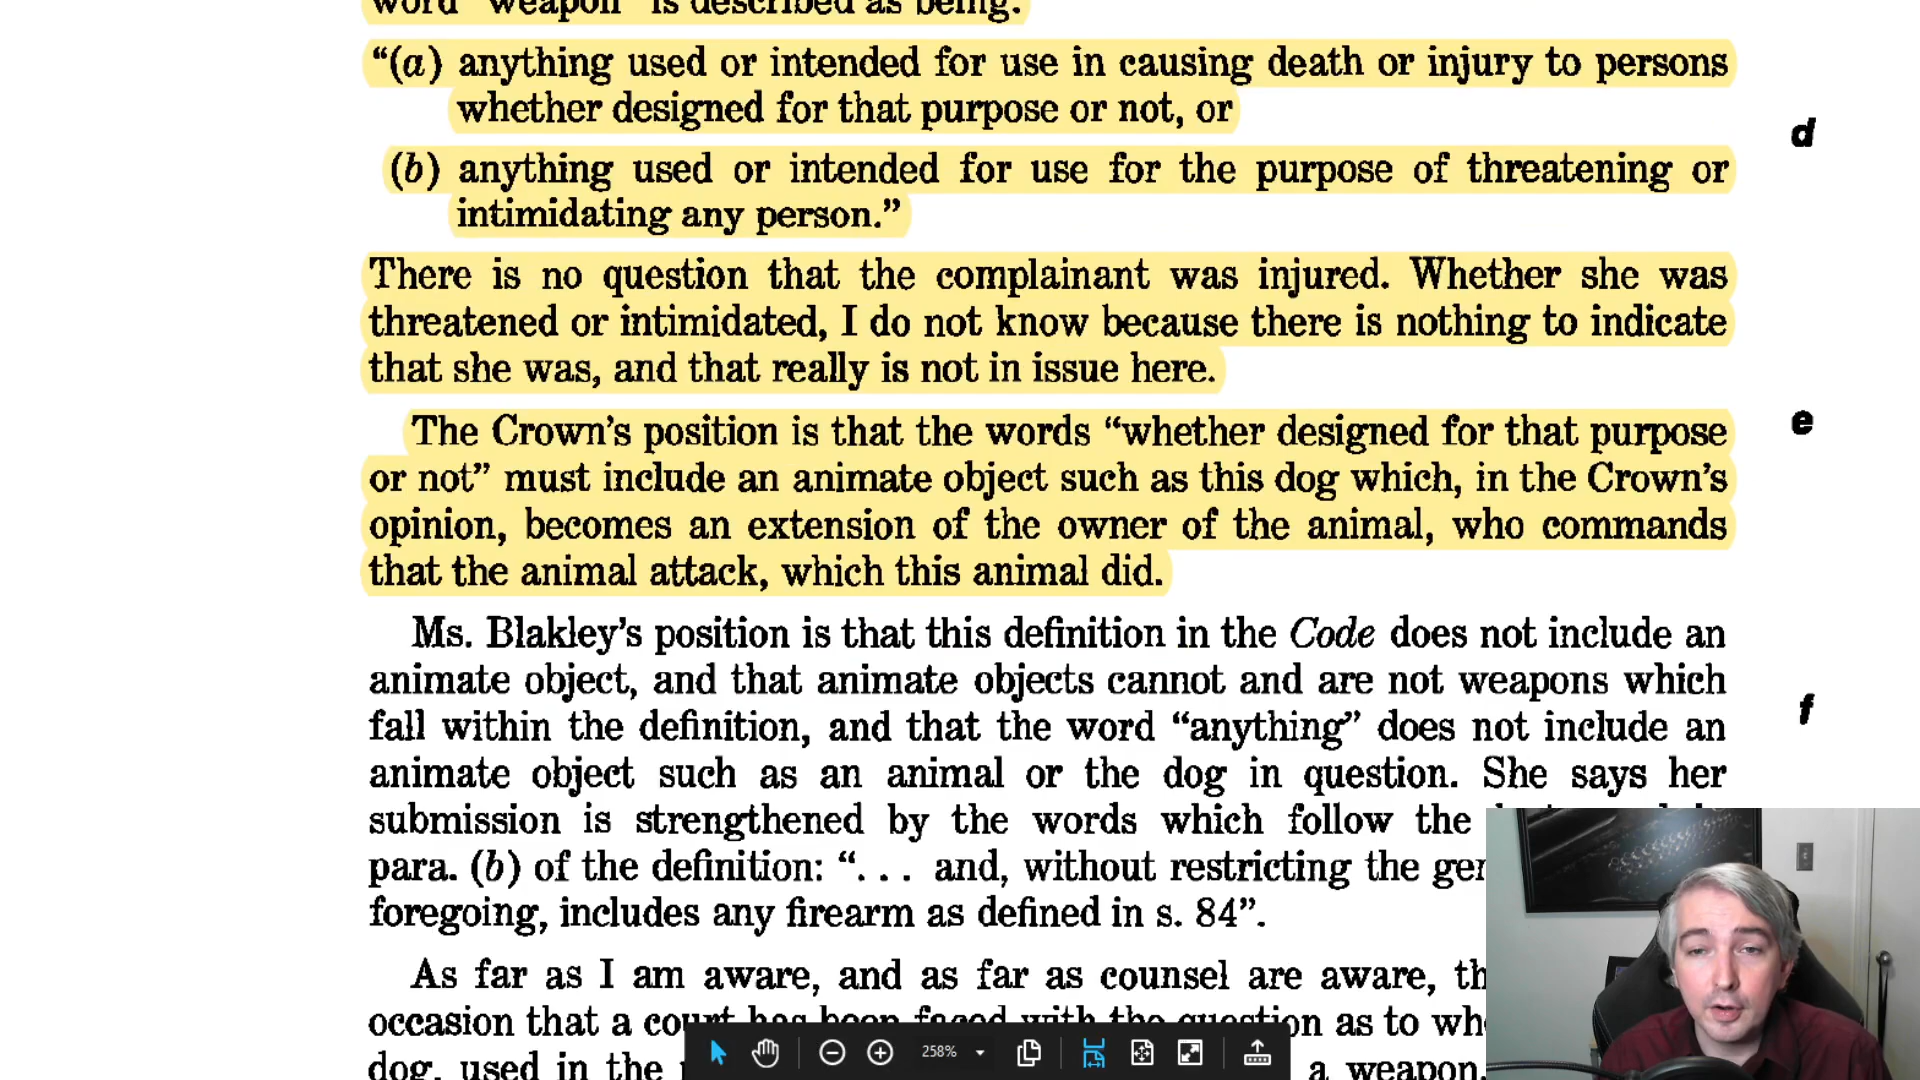 word “weapon” is described as being:
“(a) anything used or intended for use in causing death or injury to persons
whether designed for that purpose or not, or
d
(b) anything used or intended for use for the purpose of threatening or
intimidating any person.”
There is no question that the complainant was injured. Whether she was
threatened or intimidated, I do not know because there is nothing to indicate
that she was, and that really is not in issue here.
The Crown’s position is that the words “whether designed for that purpose
e
or not” must include an animate object such as this dog which, in the Crown’s
opinion, becomes an extension of the owner of the animal, who commands
that the animal attack, which this animal did.
Ms. Blakley’s position is that this definition in the Code does not include an
animate object, and that animate objects cannot and are not weapons which
f
fall within the definition, and that the word “anything” does not include an
animate object such as an animal or the dog in question. She says her
submission is strengthened by the words which follow the
para. (b) of the definition: “. . . and, without restricting the
foregoing, includes any firearm as defined in s. 84”.
As far as I am aware, and as far as counsel are aware,
occasion that a court has been faced with the question as to
dog, used in the
a weapon.
258%